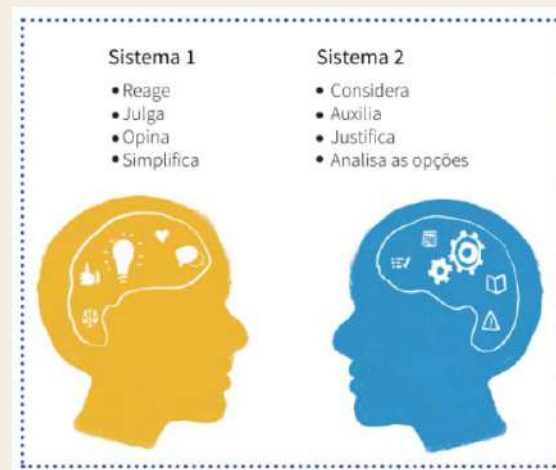 Sistema 1
• Reage
• Julga
• Opina
• Simplifica
Sistema 2
• Considera
• Auxilia
• Justifica
• Analisa as opções